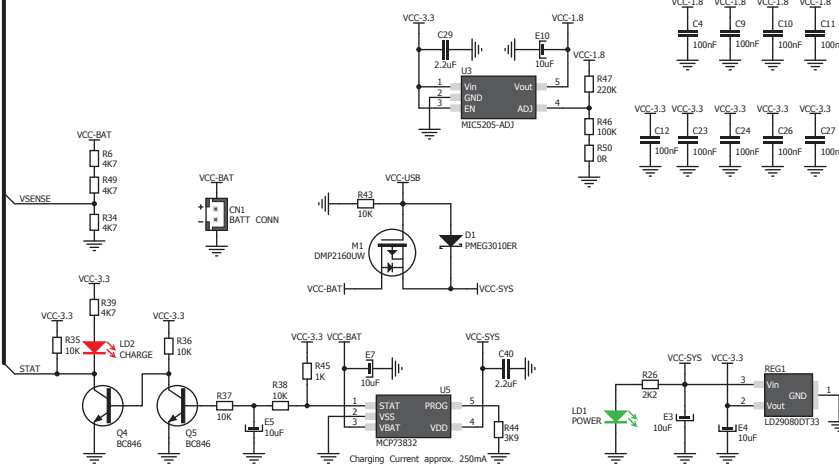 VCC-1.8 VCC-1.8 VCC-1.8 VCC-1.8
C4 C9 C10 C11
100nF 100nF 100nF
VCC-3.3
C29
2.2uF
E10
10uF
VCC-1.8
VCC-1.8
R47
220K
U3
1 Vin Vout 5
2 GND
3 EN ADJ 4
MIC5205-ADJ
R46
100K
R50
0R
VCC-3.3 VCC-3.3 VCC-3.3 VCC-3.3 VCC-3.3
C12 C23 C24 C26 C27
100nF 100nF 100nF 100nF
VCC-BAT
R6
4K7
R49
4K7
VSENSE
R34
4K7
VCC-BAT
+
-
CN1
BATT CONN
VCC-USB
R43
10K
M1
DMP2160UW
D1
PMEG3010ER
VCC-BAT
VCC-SYS
VCC-3.3
R39
4K7
VCC-3.3
R35
10K
LD2
CHARGE
VCC-3.3
R36
10K
STAT
Q4
BC846
Q5
BC846
R37
10K
E5
10uF
R38
10K
VCC-3.3 VCC-BAT
R45
1K
E7
10uF
U5
1 STAT PROG 5
2 VSS
3 VBAT VDD 4
MCP73832
Charging Current approx. 250mA
VCC-SYS
C40
2.2uF
R44
3K9
LD1
POWER
R26
2K2
VCC-SYS VCC-3.3
E3
10uF
E4
10uF
REG1
3 Vin
GND 1
2 Vout
LD29080DT33